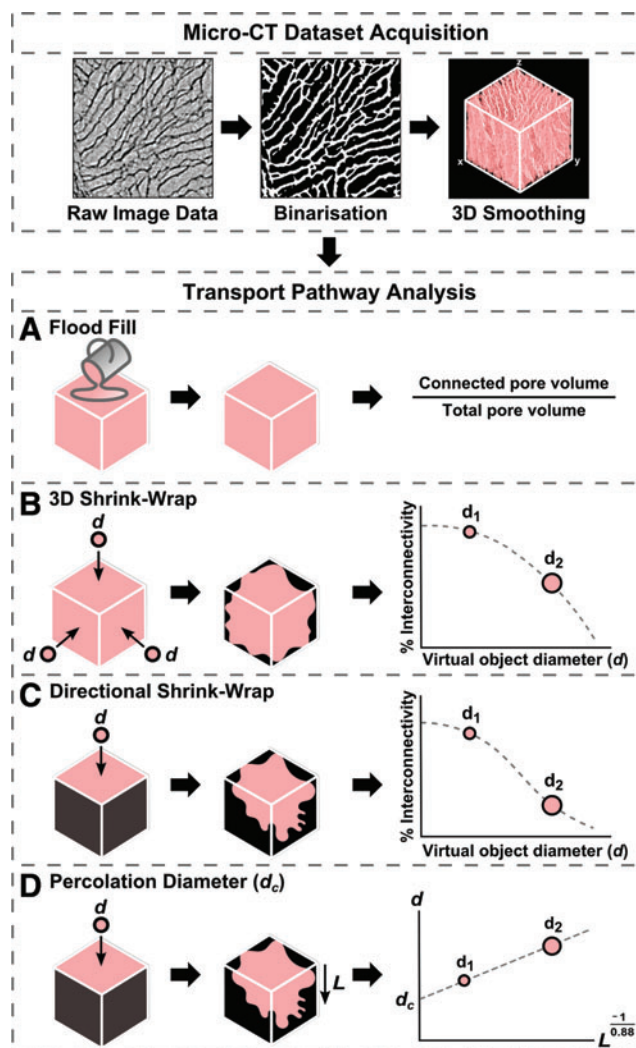 Micro-CT Dataset Acquisition
z
x
y
Raw Image Data
Binarisation
3D Smoothing
Transport Pathway Analysis
A Flood Fill
Connected pore volume
Total pore volume
B 3D Shrink-Wrap
d
d
d
% Interconnectivity
d1
d2
Virtual object diameter (d)
C Directional Shrink-Wrap
d
% Interconnectivity
d1
d2
Virtual object diameter (d)
D Percolation Diameter (dc)
d
L
d
d1
d2
dc
L -1/0.88